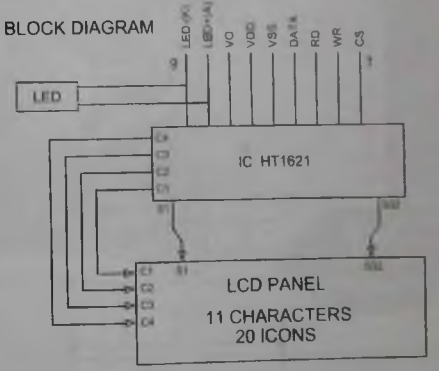 BLOCK DIAGRAM
LED-(K)
LED+(A)
VO
VDD
VSS
DATA
RD
WR
CS
9
1
LED
C4
C3
C2
C1
IC HT1621
S1
S32
C1
C2
C3
C4
S1
S32
LCD PANEL
11 CHARACTERS
20 ICONS